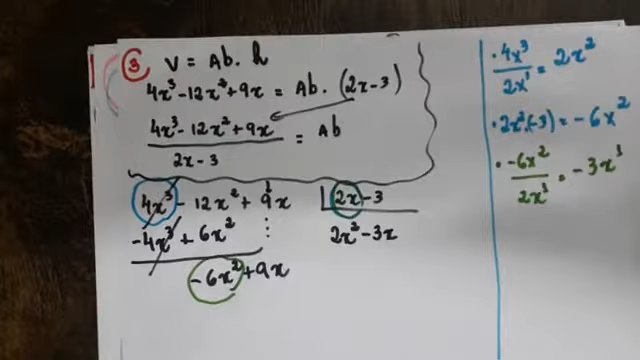 3 V = Ab. h
4x³ - 12x² + 9x = Ab. (2x-3)
4x³ - 12x² + 9x = Ab
2x - 3
4x³ - 12x² + 9x 2x - 3
-4x³ + 6x² 2x² - 3x
-6x² + 9x
• 4x³ = 2x²
2x¹
• 2x²(-3) = -6x²
• -6x² = -3x¹
2x¹